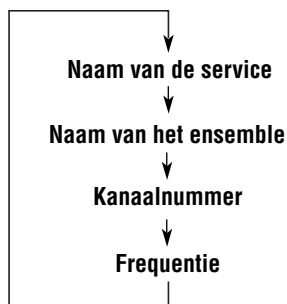 Naam van de service
Naam van het ensemble
Kanaalnummer
Frequentie